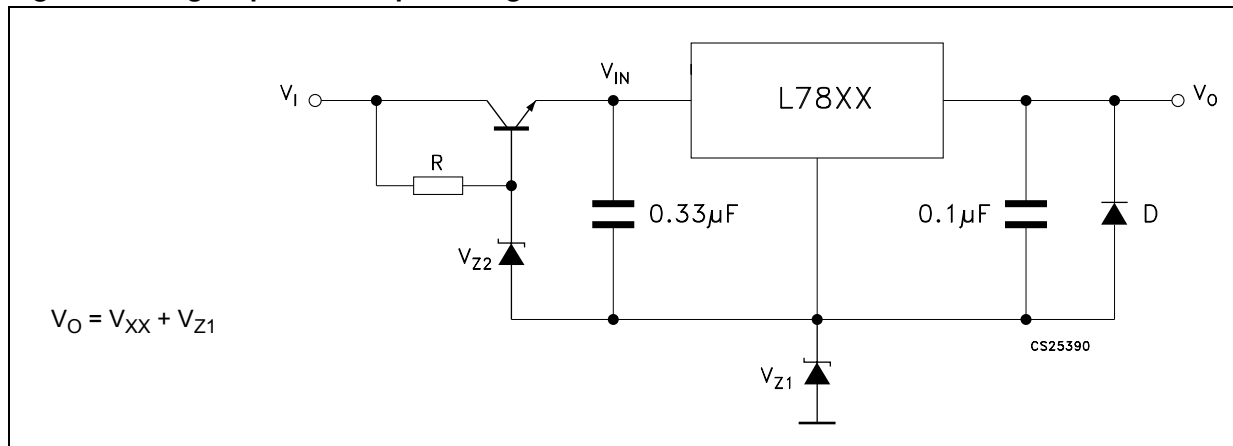 V_IN
V_I
L78XX
V_O
R
0.33µF
0.1µF
D
V_Z2
V_O = V_XX + V_Z1
CS25390
V_Z1